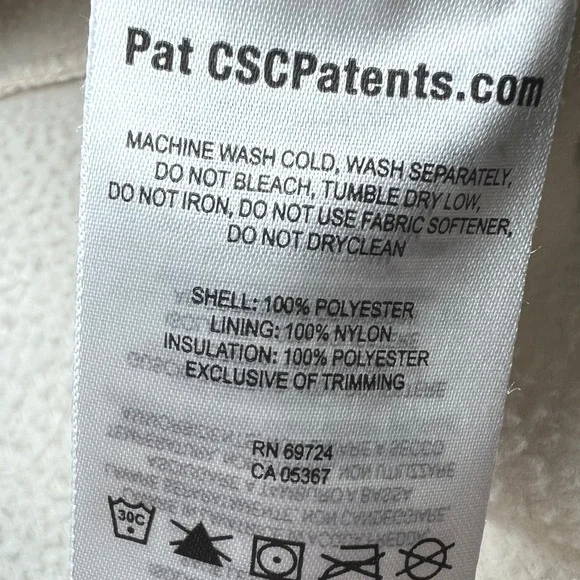 Pat CSCPatents.com
MACHINE WASH COLD, WASH SEPARATELY,
DO NOT BLEACH, TUMBLE DRY LOW,
DO NOT IRON, DO NOT USE FABRIC SOFTENER,
DO NOT DRYCLEAN
SHELL: 100% POLYESTER
LINING: 100% NYLON
INSULATION: 100% POLYESTER
EXCLUSIVE OF TRIMMING
RN 69724
CA 05367
30C